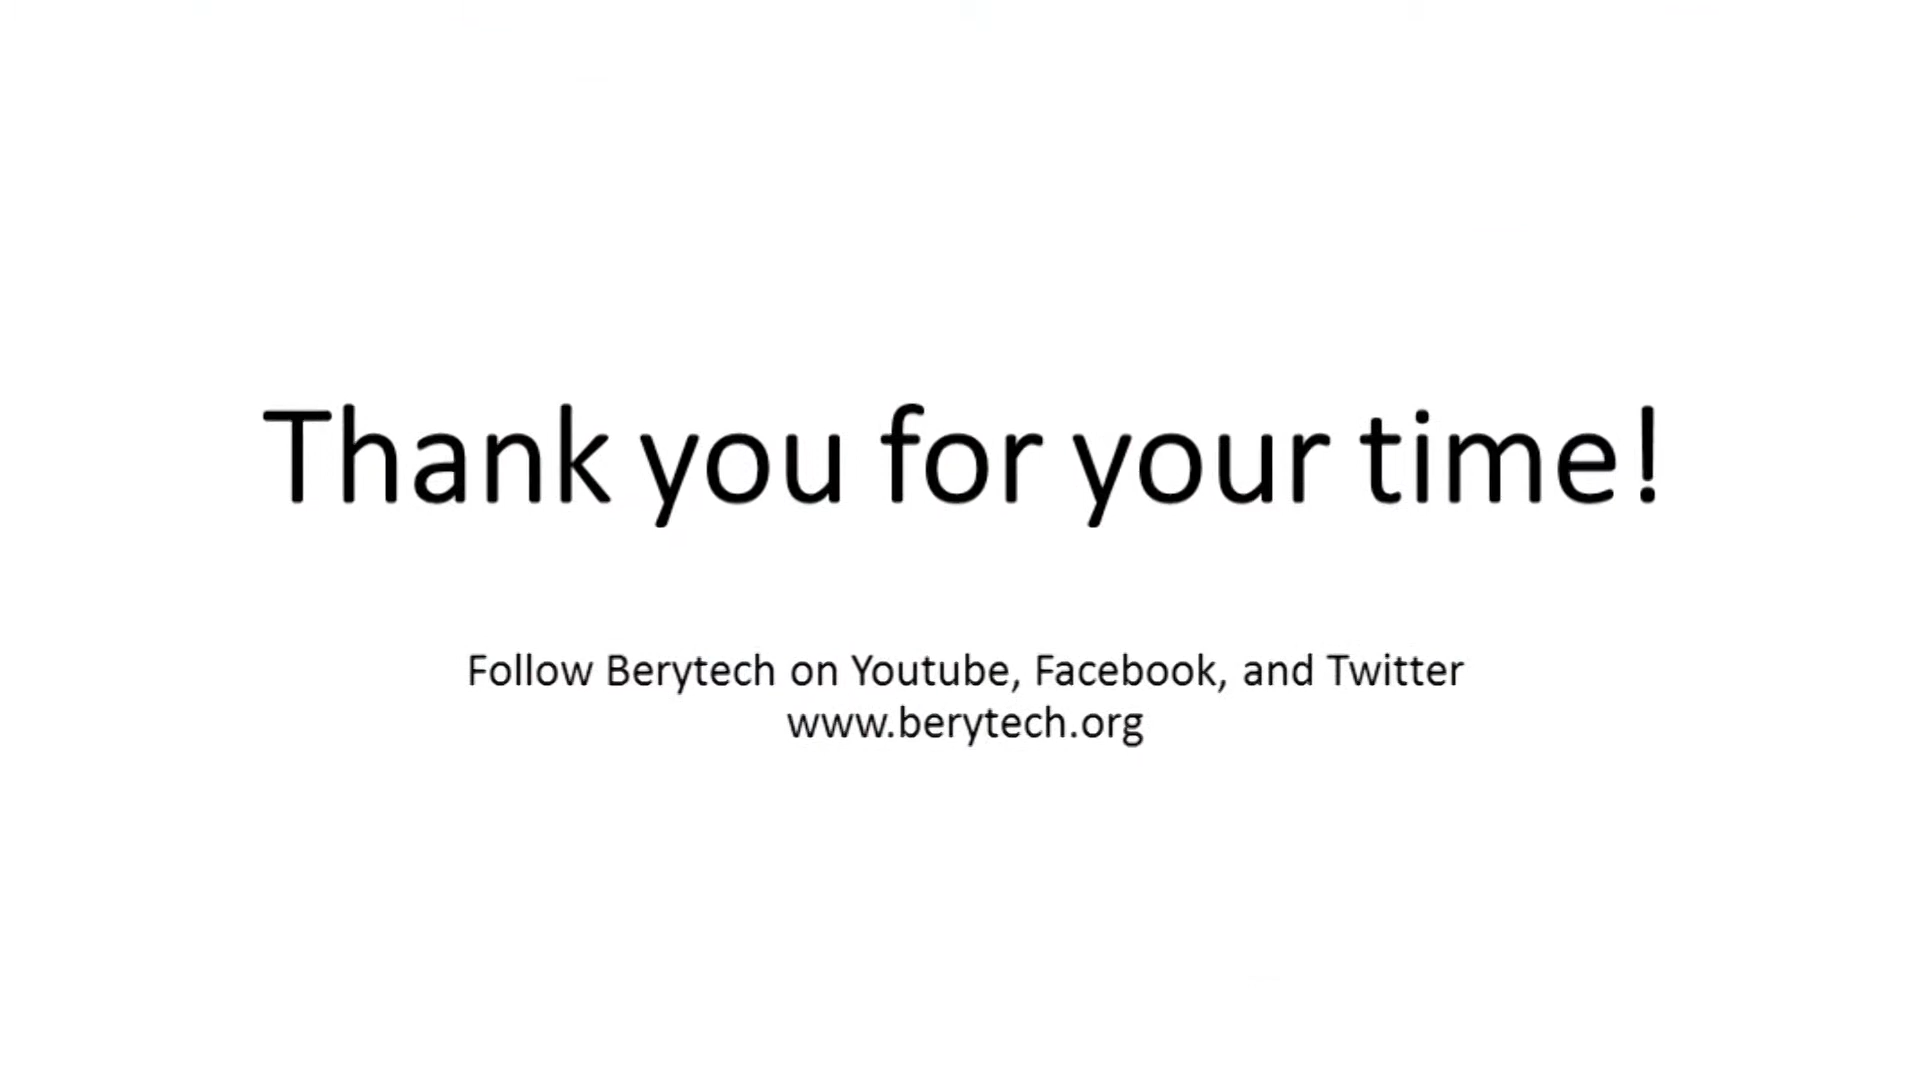 Thank you for your time!
Follow Berytech on Youtube, Facebook, and Twitter
www.berytech.org